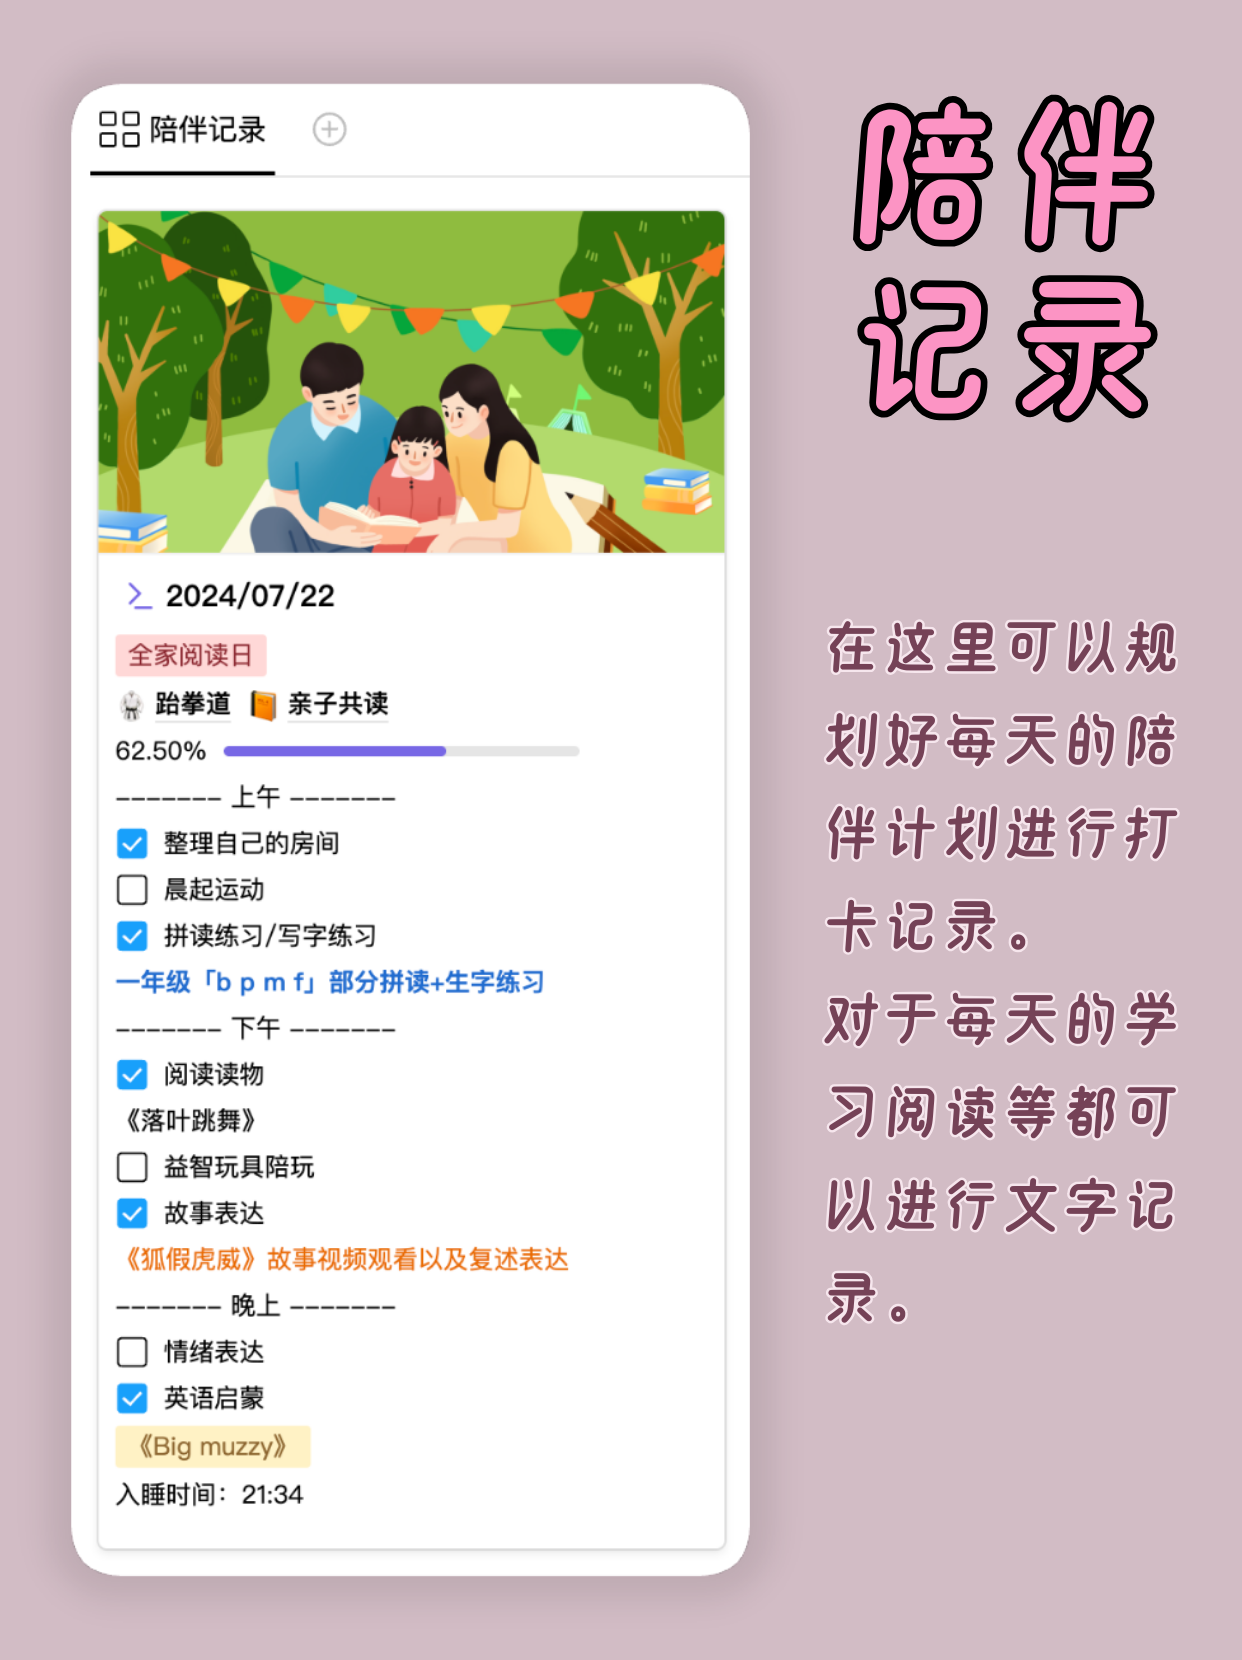 陪伴记录
2024/07/22
全家阅读日
跆拳道 亲子共读
62.50%
------- 上午 -------
整理自己的房间
晨起运动
拼读练习/写字练习
一年级「b p m f」部分拼读+生字练习
------- 下午 -------
阅读读物
《落叶跳舞》
益智玩具陪玩
故事表达
《狐假虎威》故事视频观看以及复述表达
------- 晚上 -------
情绪表达
英语启蒙
《Big muzzy》
入睡时间：21:34
陪伴
记录
在这里可以规
划好每天的陪
伴计划进行打
卡记录。
对于每天的学
习阅读等都可
以进行文字记
录。